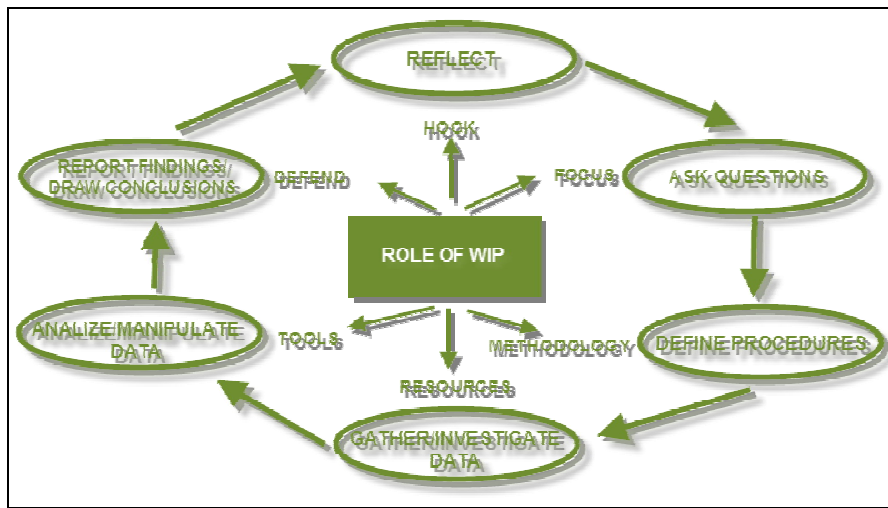 REFLECT
HOOK
REPORT FINDINGS/
DRAW CONCLUSIONS
DEFEND
FOCUS
ASK QUESTIONS
ROLE OF WIP
ANALIZE/MANIPULATE
DATA
TOOLS
METHODOLOGY
DEFINE PROCEDURES
RESOURCES
GATHER/INVESTIGATE
DATA